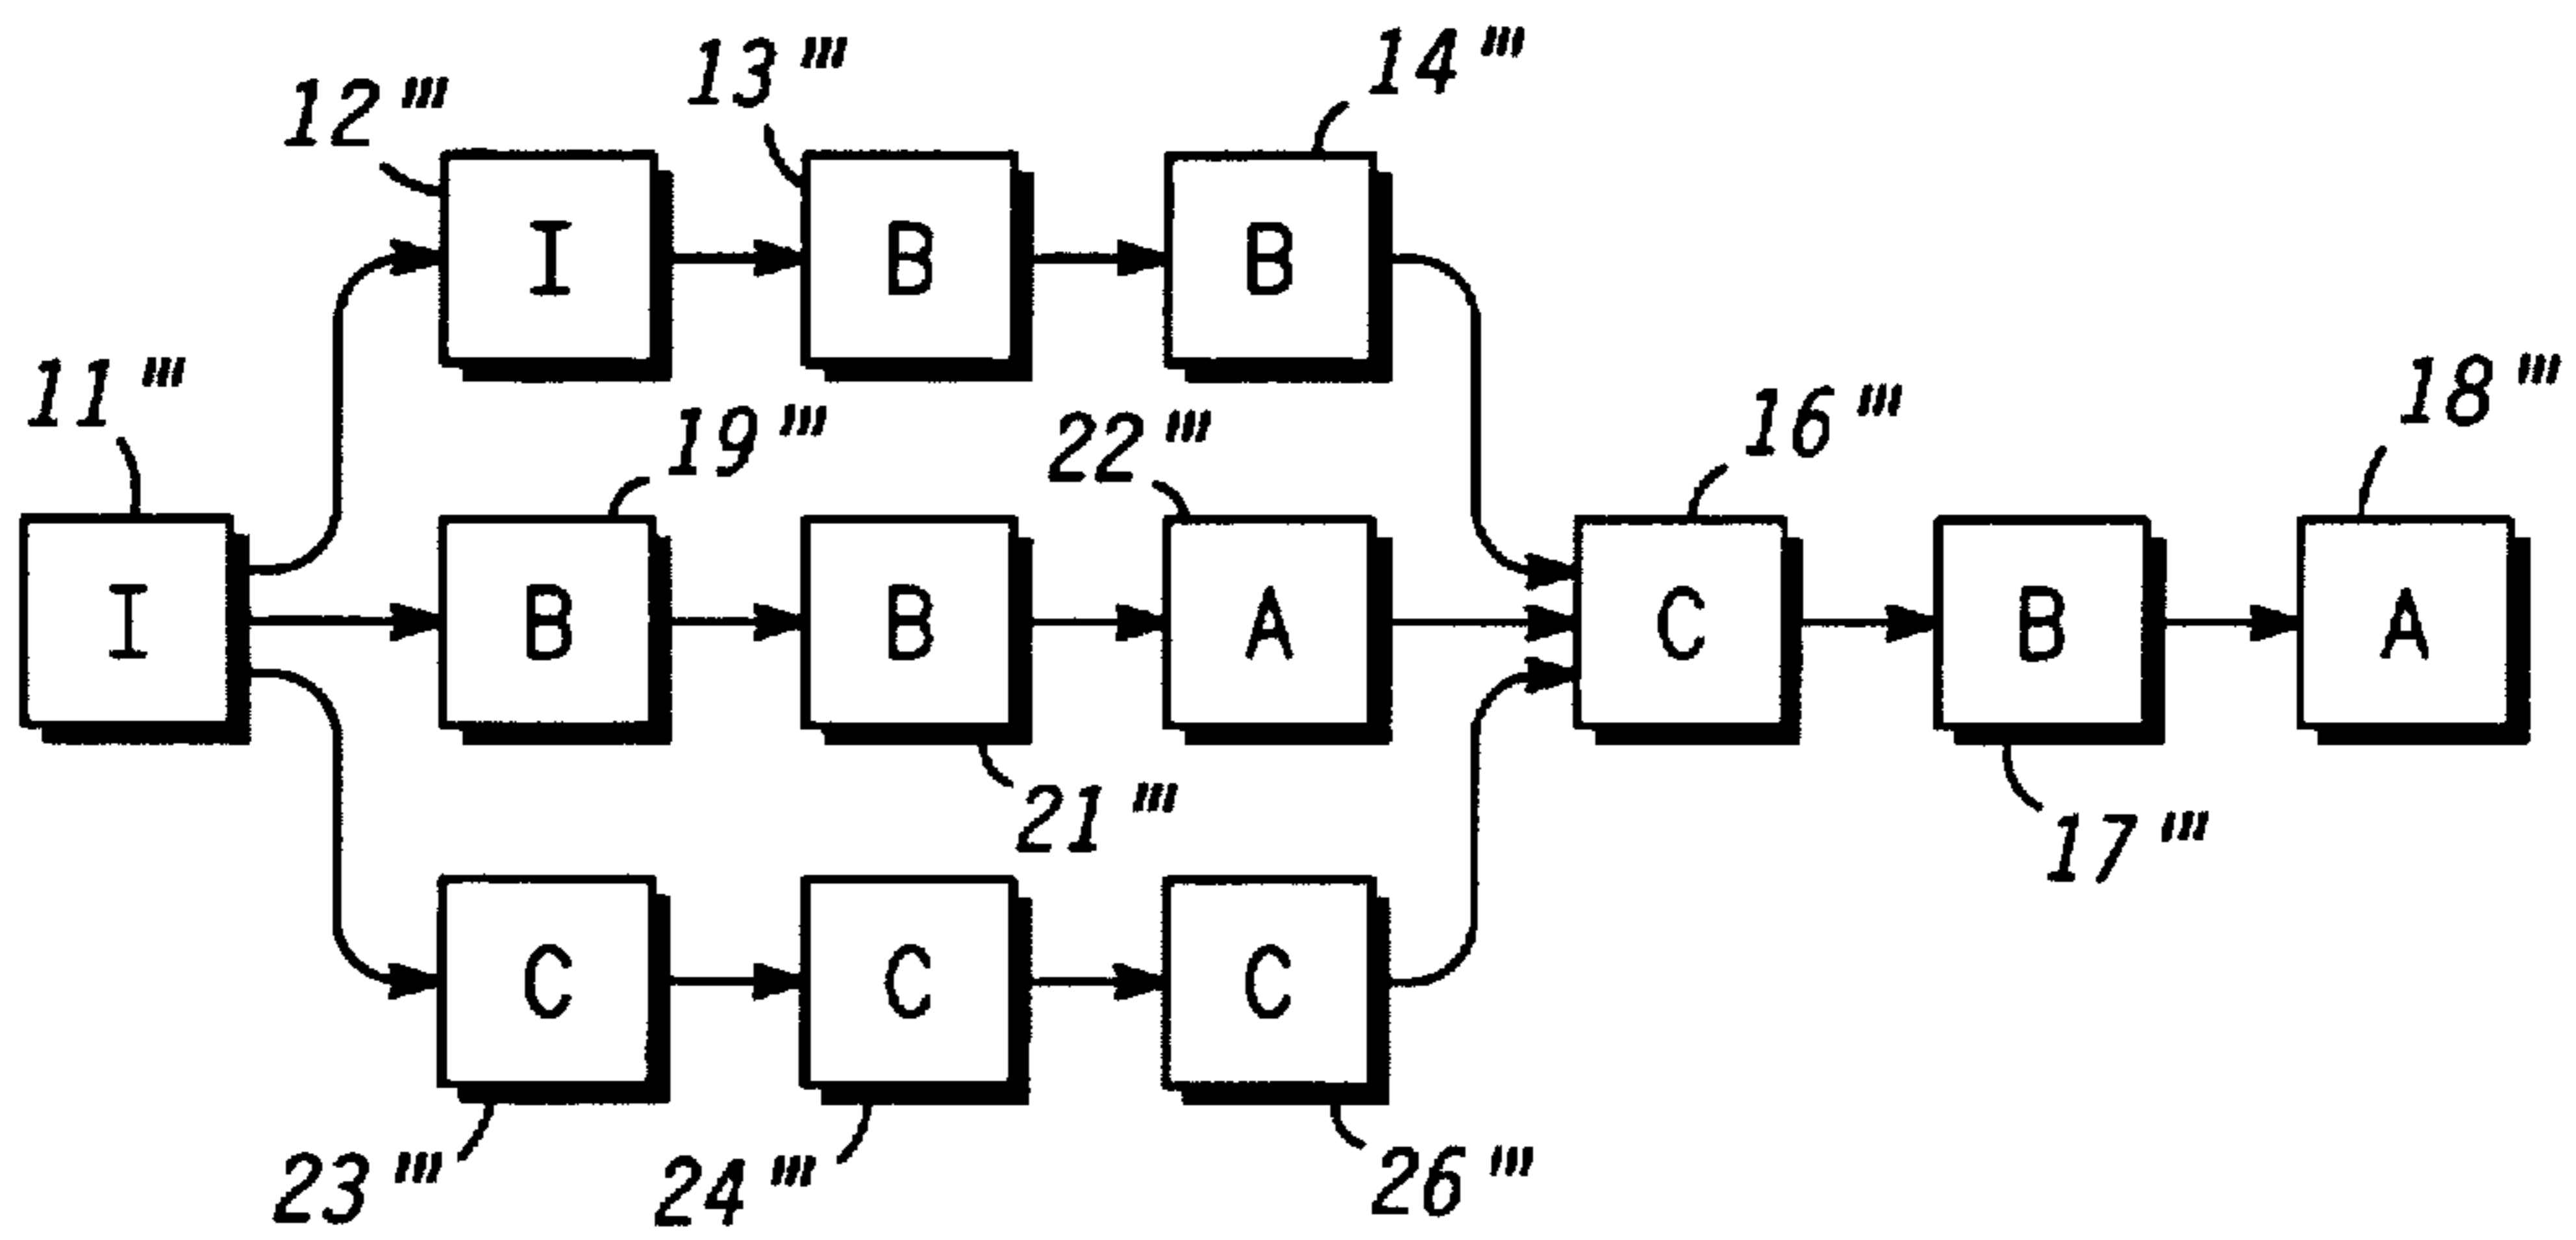 12‴ 13‴ 14‴
I B B
11‴ 19‴ 22‴ 16‴ 18‴
I B B A C B A
21‴ 17‴
C C C
23‴ 24‴ 26‴